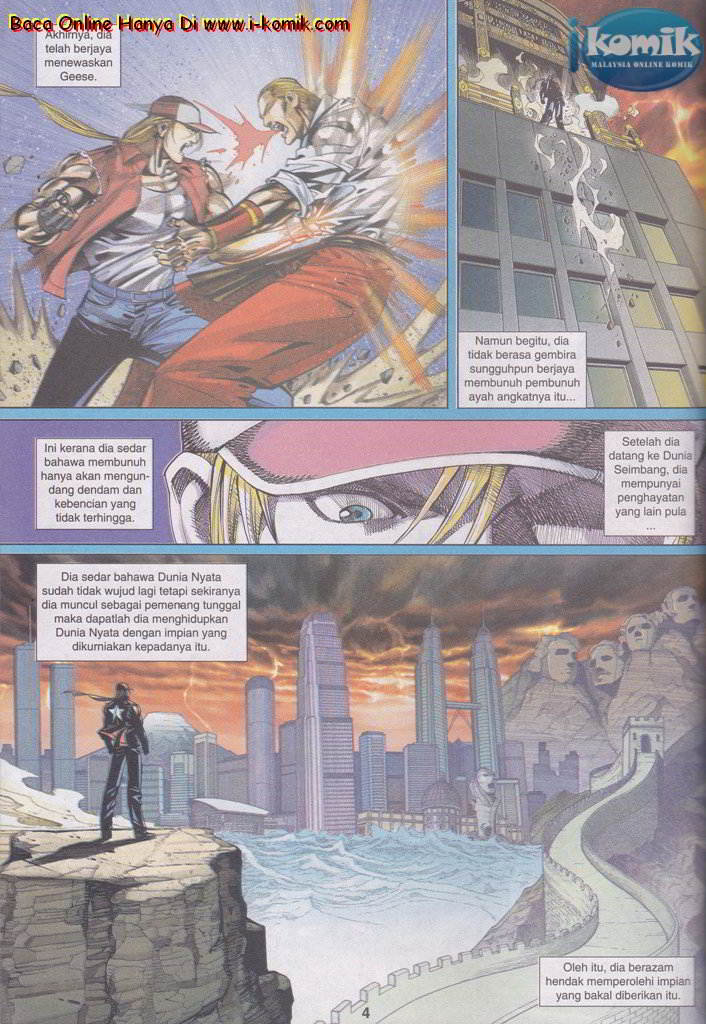 Baca Online Hanya Di www.i-komik.com
ikomik
MALAYSIA ONLINE KOMIK
Akhirnya, dia
telah berjaya
menewaskan
Geese.
Namun begitu, dia
tidak berasa gembira
sungguhpun berjaya
membunuh pembunuh
ayah angkatnya itu...
Ini kerana dia sedar
bahawa membunuh
hanya akan mengun-
dang dendam dan
kebencian yang
tidak terhingga.
Setelah dia
datang ke Dunia
Seimbang, dia
mempunyai
penghayatan
yang lain pula
...
Dia sedar bahawa Dunia Nyata
sudah tidak wujud lagi tetapi sekiranya
dia muncul sebagai pemenang tunggal
maka dapatlah dia menghidupkan
Dunia Nyata dengan impian yang
dikurniakan kepadanya itu.
Oleh itu, dia berazam
hendak memperolehi impian
yang bakal diberikan itu.
4